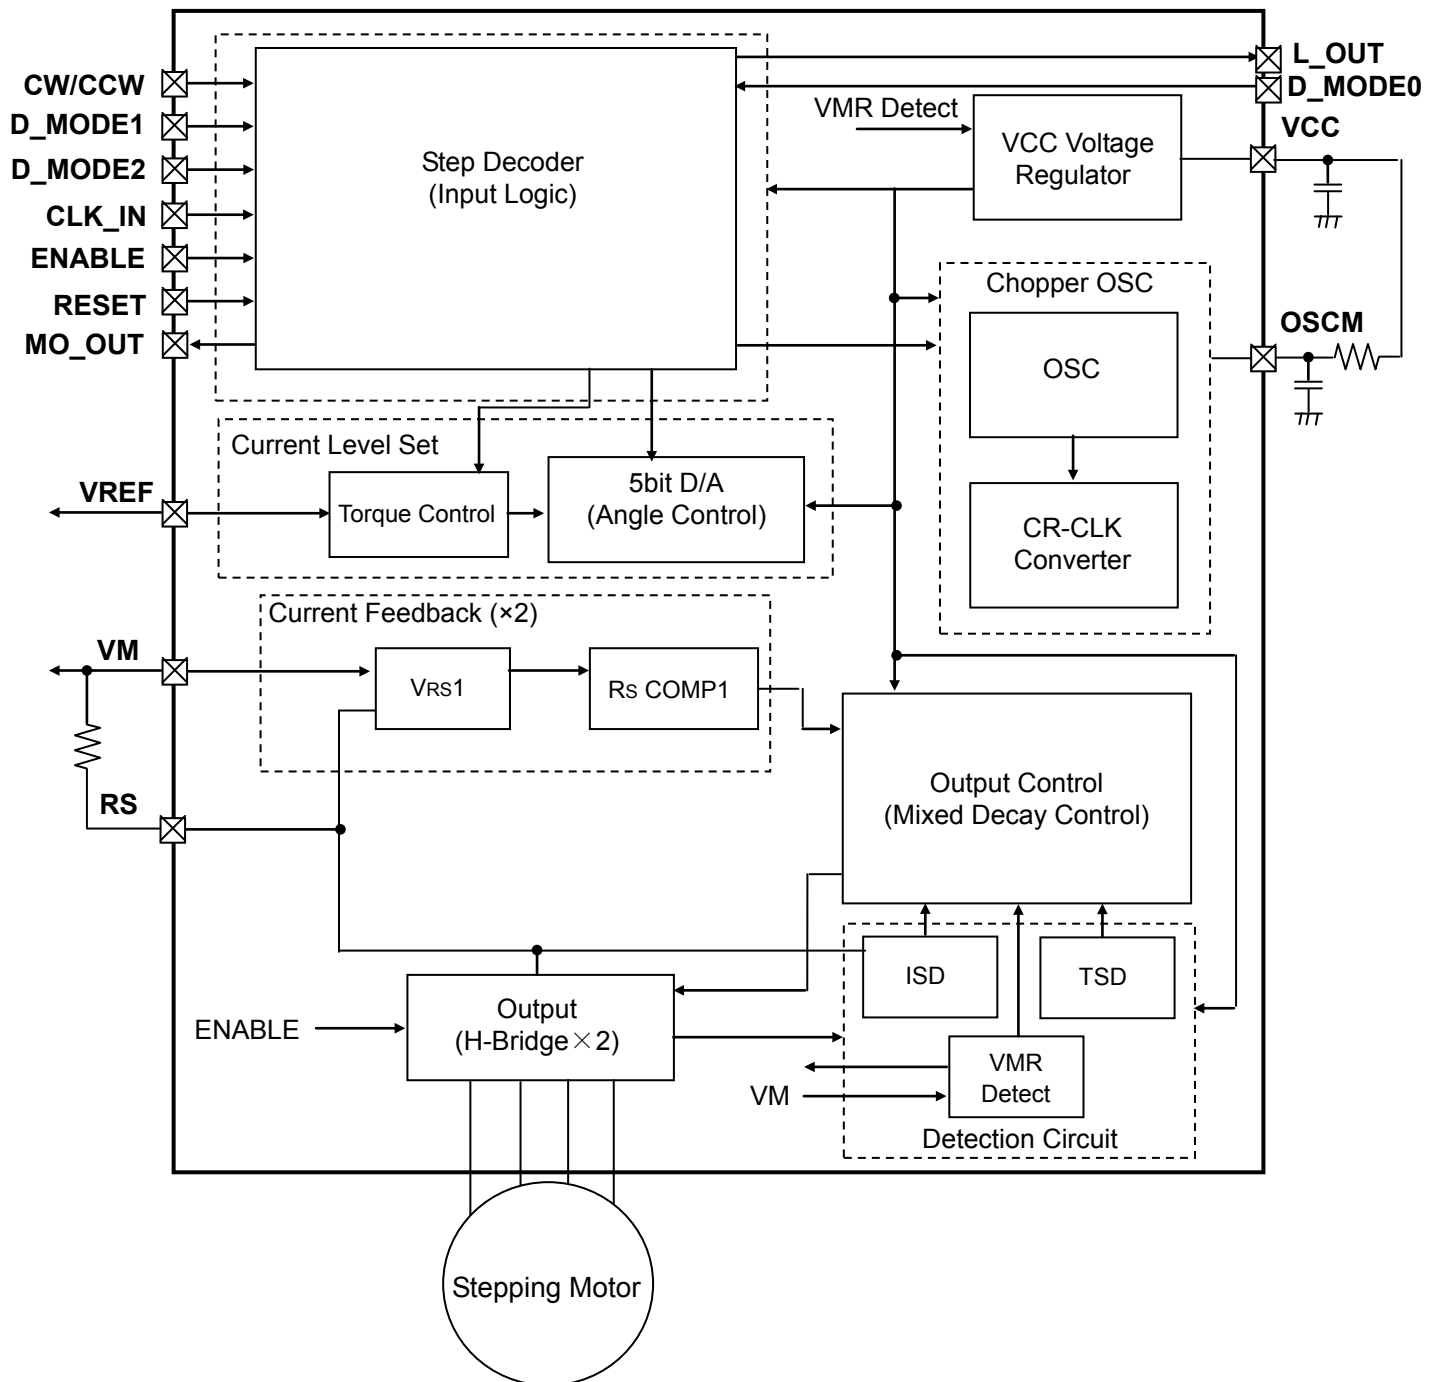 CW/CCW
D_MODE1
D_MODE2
CLK_IN
ENABLE
RESET
MO_OUT
Step Decoder
(Input Logic)
L_OUT
D_MODE0
VMR Detect
VCC Voltage
Regulator
VCC
Chopper OSC
OSC
CR-CLK
Converter
OSCM
Current Level Set
VREF
Torque Control
5bit D/A
(Angle Control)
Current Feedback (×2)
VM
VRS1
RS COMP1
RS
Output Control
(Mixed Decay Control)
ISD
TSD
ENABLE
Output
(H-Bridge×2)
VM
VMR
Detect
Detection Circuit
Stepping Motor